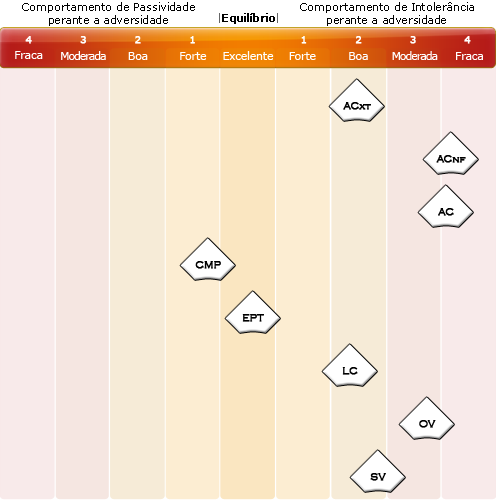 Comportamento de Passividade
perante a adversidade
|Equilíbrio|
Comportamento de Intolerância
perante a adversidade
4 3 2 1 1 2 3 4
Fraca Moderada Boa Forte Excelente Forte Boa Moderada Fraca
ACXT
ACNF
AC
CMP
EPT
LC
OV
SV